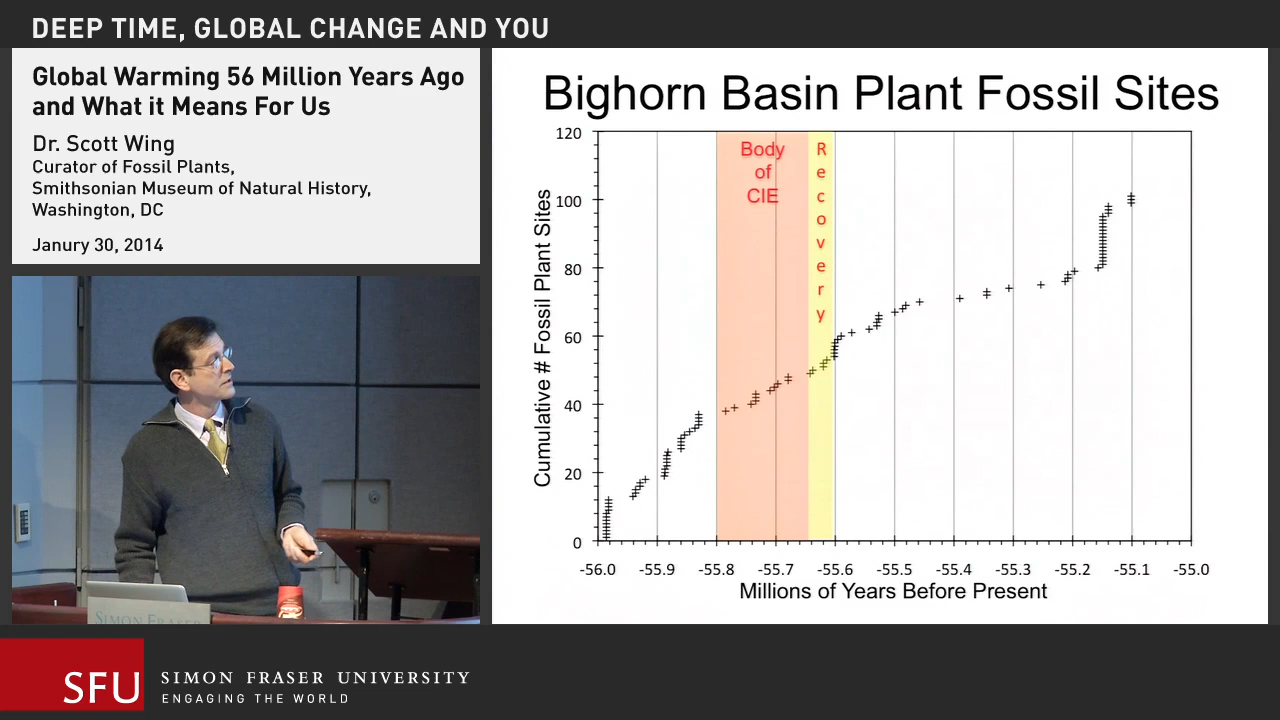 DEEP TIME, GLOBAL CHANGE AND YOU
Global Warming 56 Million Years Ago
and What it Means For Us
Dr. Scott Wing
Curator of Fossil Plants,
Smithsonian Museum of Natural History,
Washington, DC
Janury 30, 2014
Bighorn Basin Plant Fossil Sites
Cumulative # Fossil Plant Sites
120
100
80
60
40
20
0
Body
of
CIE
Recovery
-56.0 -55.9 -55.8 -55.7 -55.6 -55.5 -55.4 -55.3 -55.2 -55.1 -55.0
Millions of Years Before Present
SIMON FRASER
SFU
SIMON FRASER UNIVERSITY
ENGAGING THE WORLD